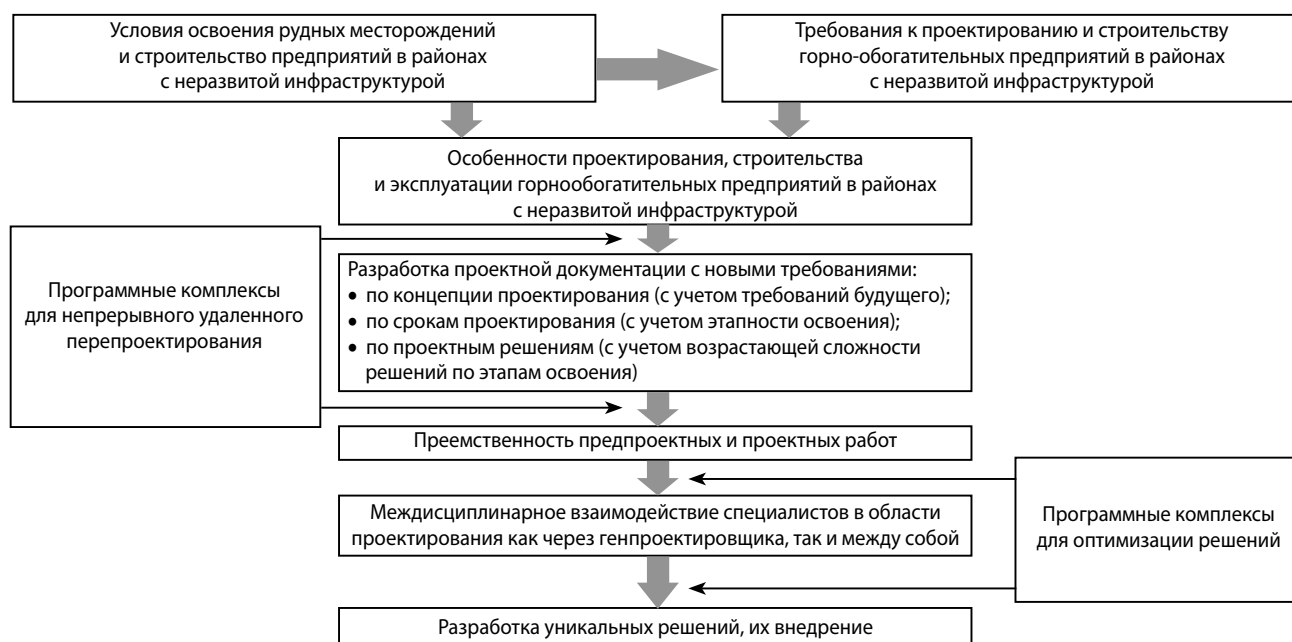 Условия освоения рудных месторождений
и строительство предприятий в районах
с неразвитой инфраструктурой
Требования к проектированию и строительству
горно-обогатительных предприятий в районах
с неразвитой инфраструктурой
Особенности проектирования, строительства
и эксплуатации горнообогатительных предприятий в районах
с неразвитой инфраструктурой
Программные комплексы
для непрерывного удаленного
перепроектирования
Разработка проектной документации с новыми требованиями:
• по концепции проектирования (с учетом требований будущего);
• по срокам проектирования (с учетом этапности освоения);
• по проектным решениям (с учетом возрастающей сложности
решений по этапам освоения)
Преемственность предпроектных и проектных работ
Междисциплинарное взаимодействие специалистов в области
проектирования как через генпроектировщика, так и между собой
Программные комплексы
для оптимизации решений
Разработка уникальных решений, их внедрение